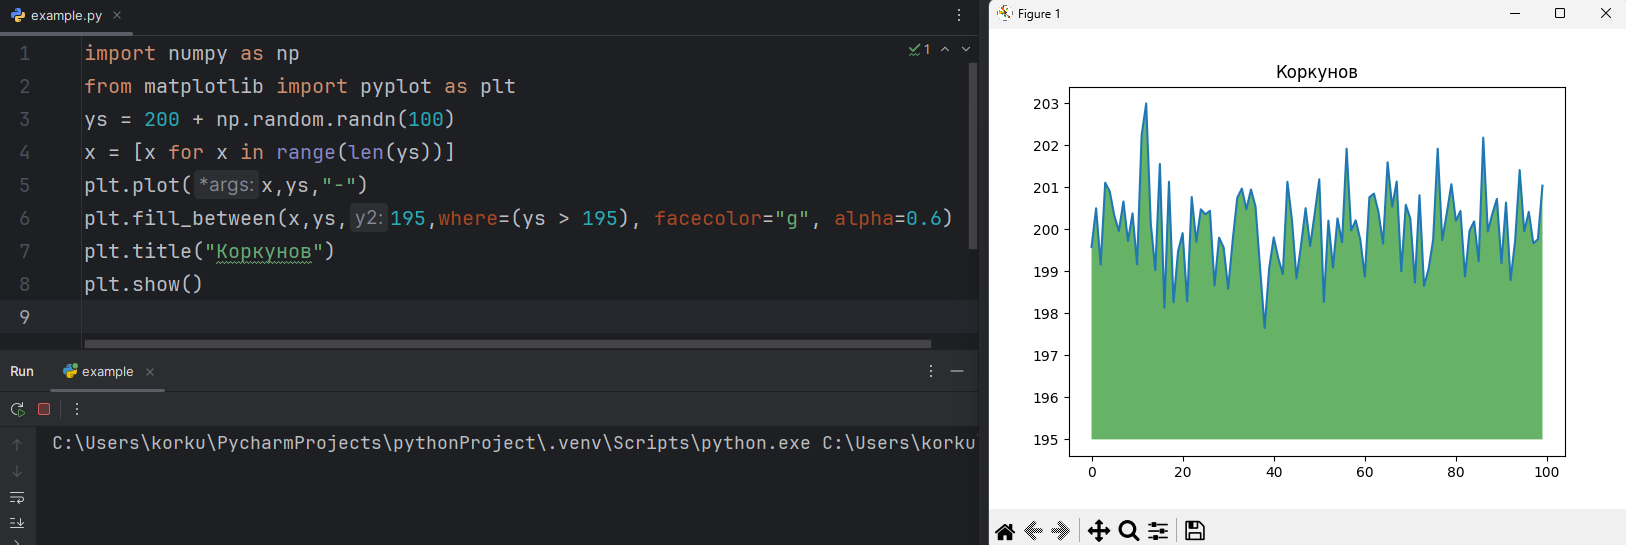 example.py
1 import numpy as np
2 from matplotlib import pyplot as plt
3 ys = 200 + np.random.randn(100)
4 x = [x for x in range(len(ys))]
5 plt.plot( *args: x,ys,"-")
6 plt.fill_between(x,ys, y2: 195,where=(ys > 195), facecolor="g", alpha=0.6)
7 plt.title("Коркунов")
8 plt.show()
9
1
Run example
C:\Users\korku\PycharmProjects\pythonProject\.venv\Scripts\python.exe C:\Users\korku
Figure 1
Коркунов
203
202
201
200
199
198
197
196
195
0 20 40 60 80 100